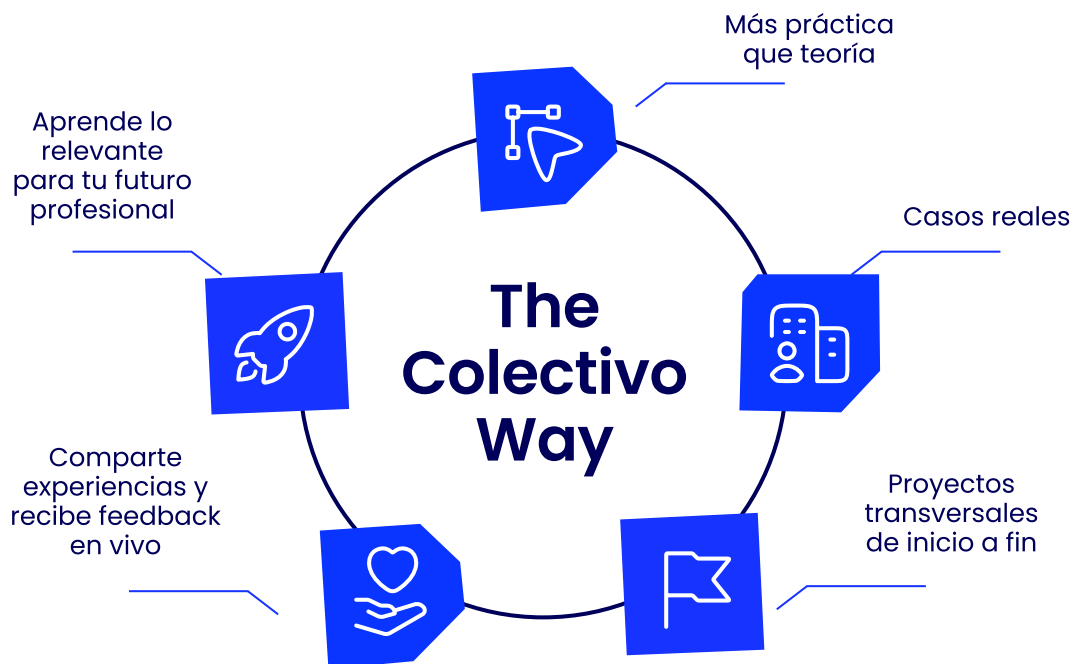 Más práctica
que teoría
Aprende lo
relevante
para tu futuro
profesional
Casos reales
The
Colectivo
Way
Comparte
experiencias y
recibe feedback
en vivo
Proyectos
transversales
de inicio a fin